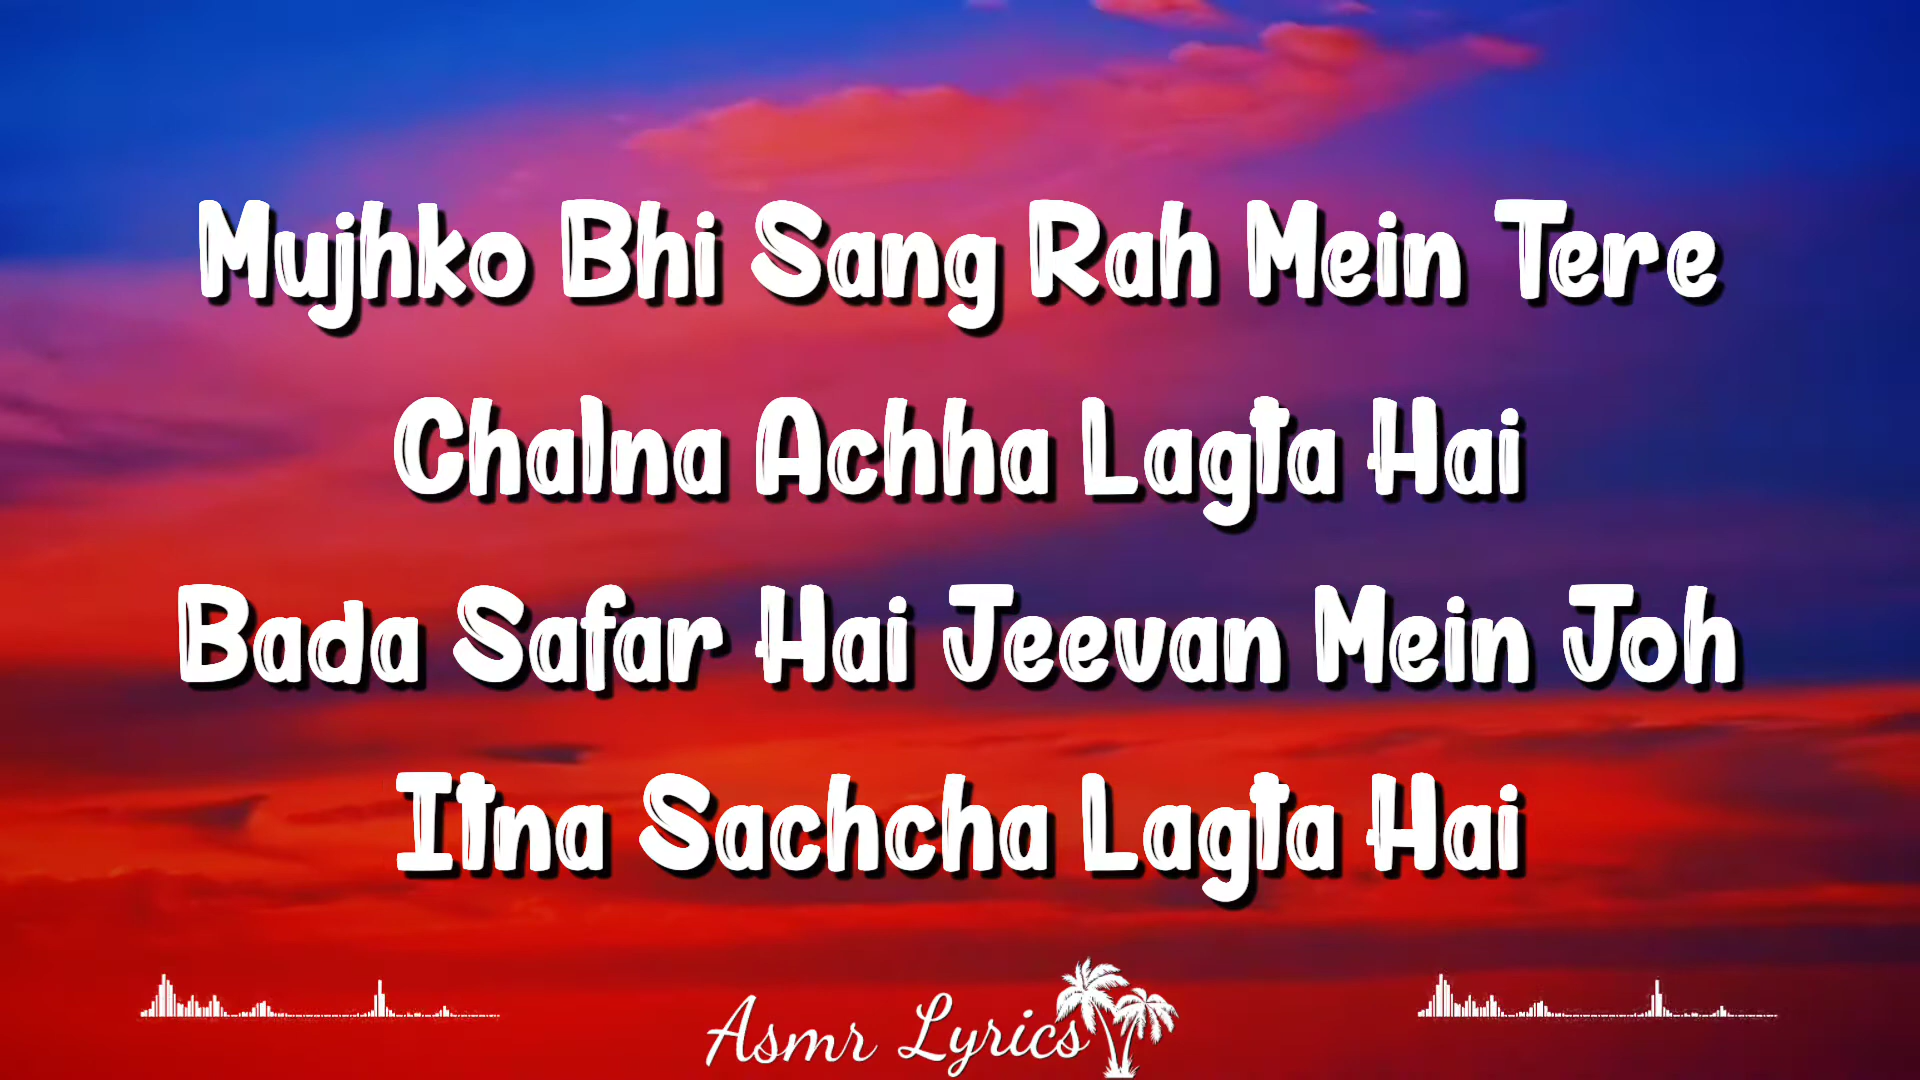 Mujhko Bhi Sang Rah Mein Tere
Chalna Achha Lagta Hai
Bada Safar Hai Jeevan Mein Joh
Itna Sachcha Lagta Hai
Asmr Lyrics